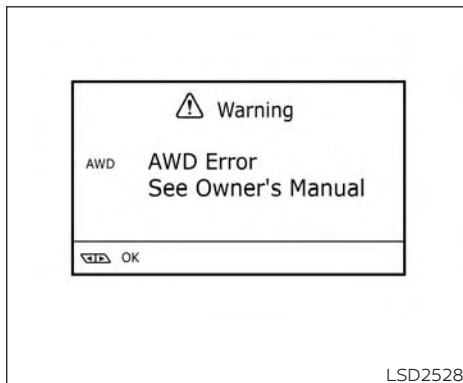 Warning
AWD AWD Error
See Owner's Manual
OK
LSD2528